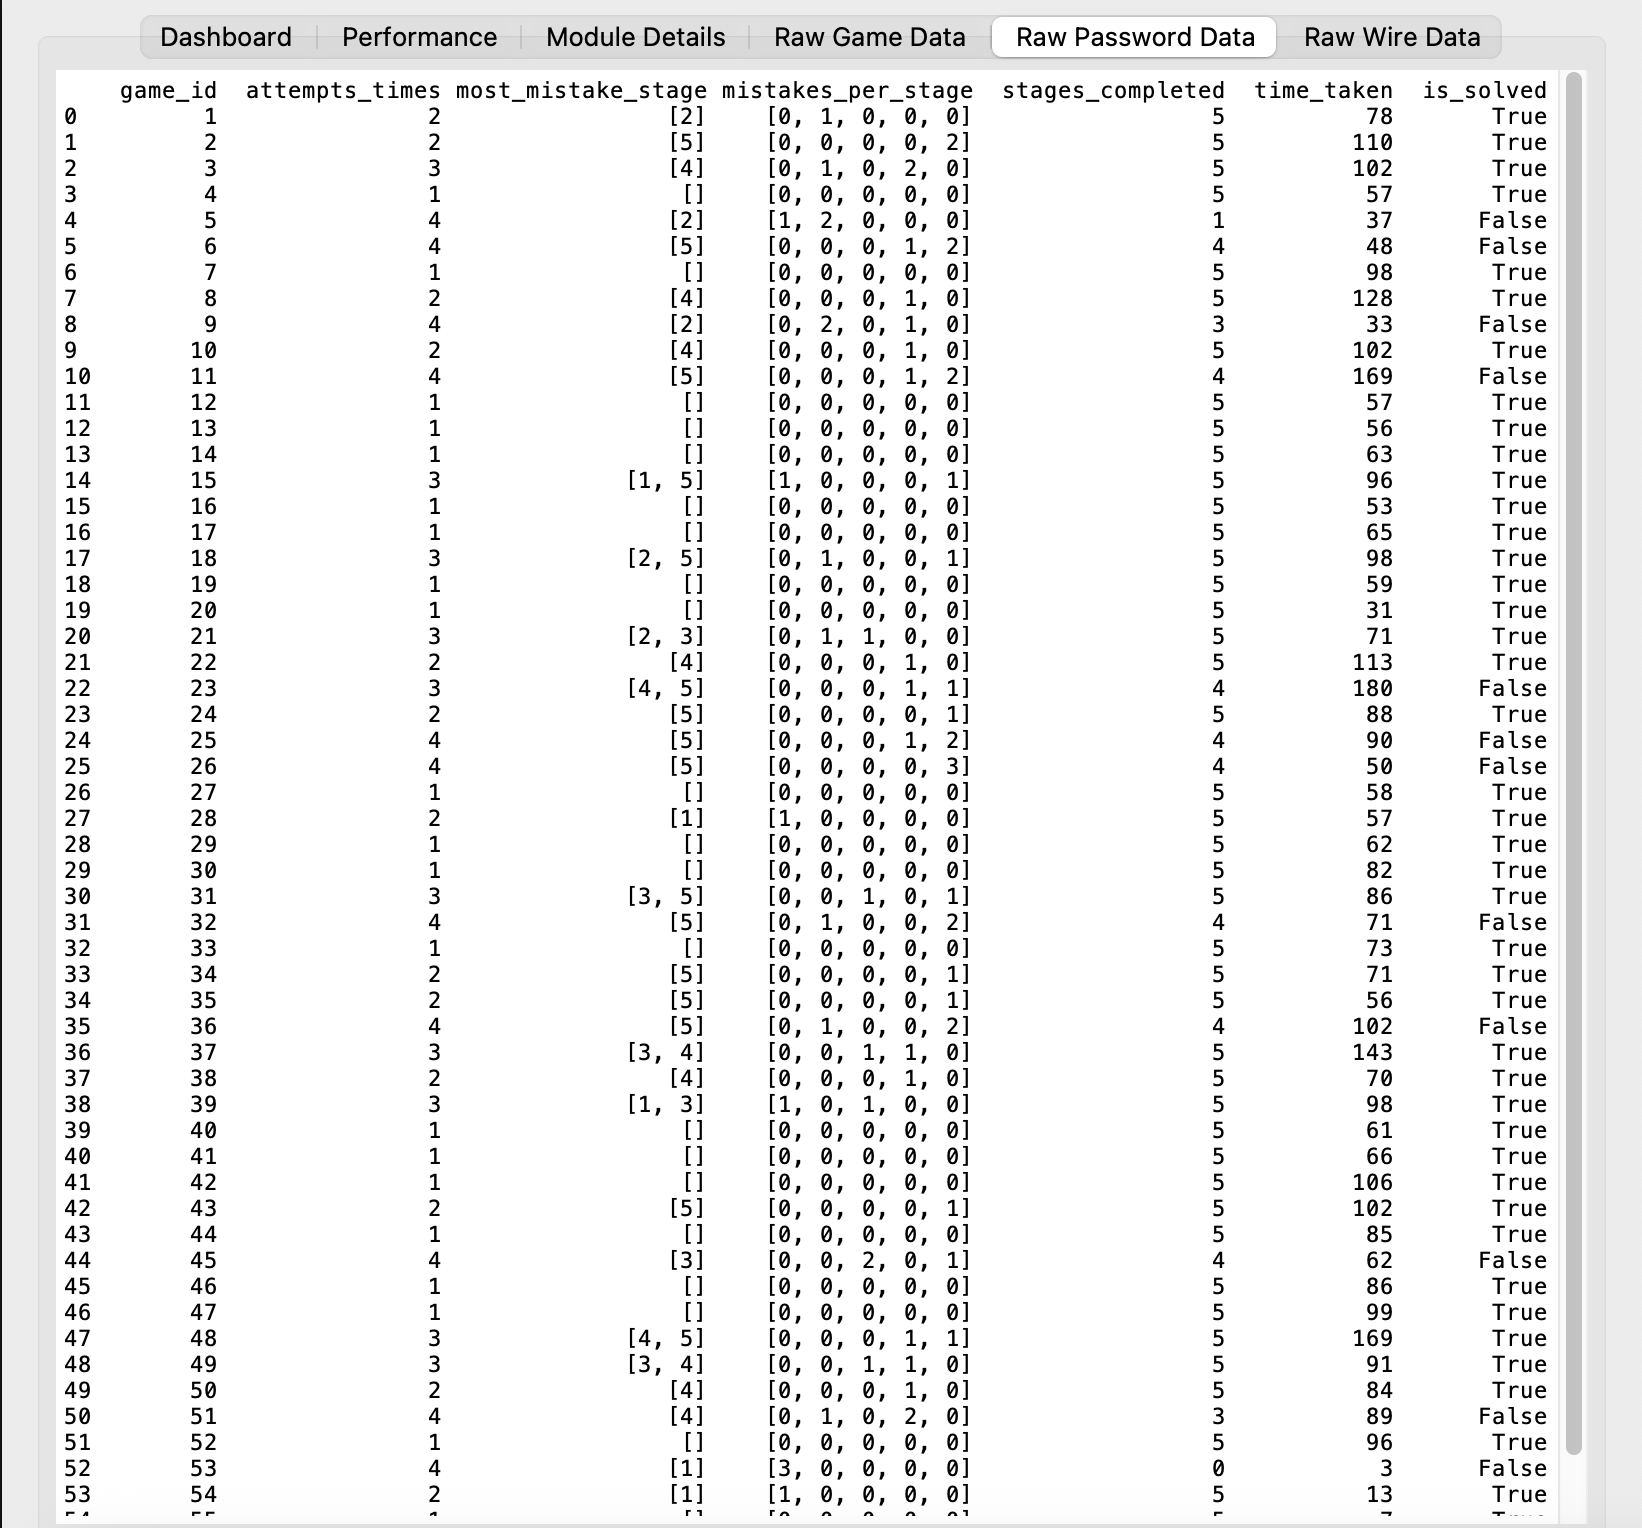 Dashboard Performance Module Details Raw Game Data Raw Password Data Raw Wire Data
game_id attempts_times most_mistake_stage mistakes_per_stage stages_completed time_taken is_solved
0 1 2 [2] [0, 1, 0, 0, 0] 5 78 True
1 2 2 [5] [0, 0, 0, 0, 2] 5 110 True
2 3 3 [4] [0, 1, 0, 2, 0] 5 102 True
3 4 1 [] [0, 0, 0, 0, 0] 5 57 True
4 5 4 [2] [1, 2, 0, 0, 0] 1 37 False
5 6 4 [5] [0, 0, 0, 1, 2] 4 48 False
6 7 1 [] [0, 0, 0, 0, 0] 5 98 True
7 8 2 [4] [0, 0, 0, 1, 0] 5 128 True
8 9 4 [2] [0, 2, 0, 1, 0] 3 33 False
9 10 2 [4] [0, 0, 0, 1, 0] 5 102 True
10 11 4 [5] [0, 0, 0, 1, 2] 4 169 False
11 12 1 [] [0, 0, 0, 0, 0] 5 57 True
12 13 1 [] [0, 0, 0, 0, 0] 5 56 True
13 14 1 [] [0, 0, 0, 0, 0] 5 63 True
14 15 3 [1, 5] [1, 0, 0, 0, 1] 5 96 True
15 16 1 [] [0, 0, 0, 0, 0] 5 53 True
16 17 1 [] [0, 0, 0, 0, 0] 5 65 True
17 18 3 [2, 5] [0, 1, 0, 0, 1] 5 98 True
18 19 1 [] [0, 0, 0, 0, 0] 5 59 True
19 20 1 [] [0, 0, 0, 0, 0] 5 31 True
20 21 3 [2, 3] [0, 1, 1, 0, 0] 5 71 True
21 22 2 [4] [0, 0, 0, 1, 0] 5 113 True
22 23 3 [4, 5] [0, 0, 0, 1, 1] 4 180 False
23 24 2 [5] [0, 0, 0, 0, 1] 5 88 True
24 25 4 [5] [0, 0, 0, 1, 2] 4 90 False
25 26 4 [5] [0, 0, 0, 0, 3] 4 50 False
26 27 1 [] [0, 0, 0, 0, 0] 5 58 True
27 28 2 [1] [1, 0, 0, 0, 0] 5 57 True
28 29 1 [] [0, 0, 0, 0, 0] 5 62 True
29 30 1 [] [0, 0, 0, 0, 0] 5 82 True
30 31 3 [3, 5] [0, 0, 1, 0, 1] 5 86 True
31 32 4 [5] [0, 1, 0, 0, 2] 4 71 False
32 33 1 [] [0, 0, 0, 0, 0] 5 73 True
33 34 2 [5] [0, 0, 0, 0, 1] 5 71 True
34 35 2 [5] [0, 0, 0, 0, 1] 5 56 True
35 36 4 [5] [0, 1, 0, 0, 2] 4 102 False
36 37 3 [3, 4] [0, 0, 1, 1, 0] 5 143 True
37 38 2 [4] [0, 0, 0, 1, 0] 5 70 True
38 39 3 [1, 3] [1, 0, 1, 0, 0] 5 98 True
39 40 1 [] [0, 0, 0, 0, 0] 5 61 True
40 41 1 [] [0, 0, 0, 0, 0] 5 66 True
41 42 1 [] [0, 0, 0, 0, 0] 5 106 True
42 43 2 [5] [0, 0, 0, 0, 1] 5 102 True
43 44 1 [] [0, 0, 0, 0, 0] 5 85 True
44 45 4 [3] [0, 0, 2, 0, 1] 4 62 False
45 46 1 [] [0, 0, 0, 0, 0] 5 86 True
46 47 1 [] [0, 0, 0, 0, 0] 5 99 True
47 48 3 [4, 5] [0, 0, 0, 1, 1] 5 169 True
48 49 3 [3, 4] [0, 0, 1, 1, 0] 5 91 True
49 50 2 [4] [0, 0, 0, 1, 0] 5 84 True
50 51 4 [4] [0, 1, 0, 2, 0] 3 89 False
51 52 1 [] [0, 0, 0, 0, 0] 5 96 True
52 53 4 [1] [3, 0, 0, 0, 0] 0 3 False
53 54 2 [1] [1, 0, 0, 0, 0] 5 13 True